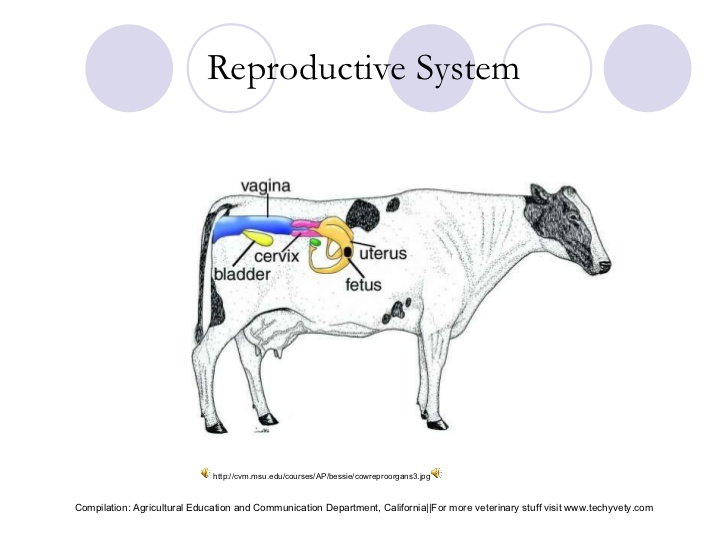 Reproductive System
vagina
cervix
uterus
bladder
fetus
http://cvm.msu.edu/courses/AP/bessie/cowreproorgans3.jpg
Compilation: Agricultural Education and Communication Department, California||For more veterinary stuff visit www.techyvety.com